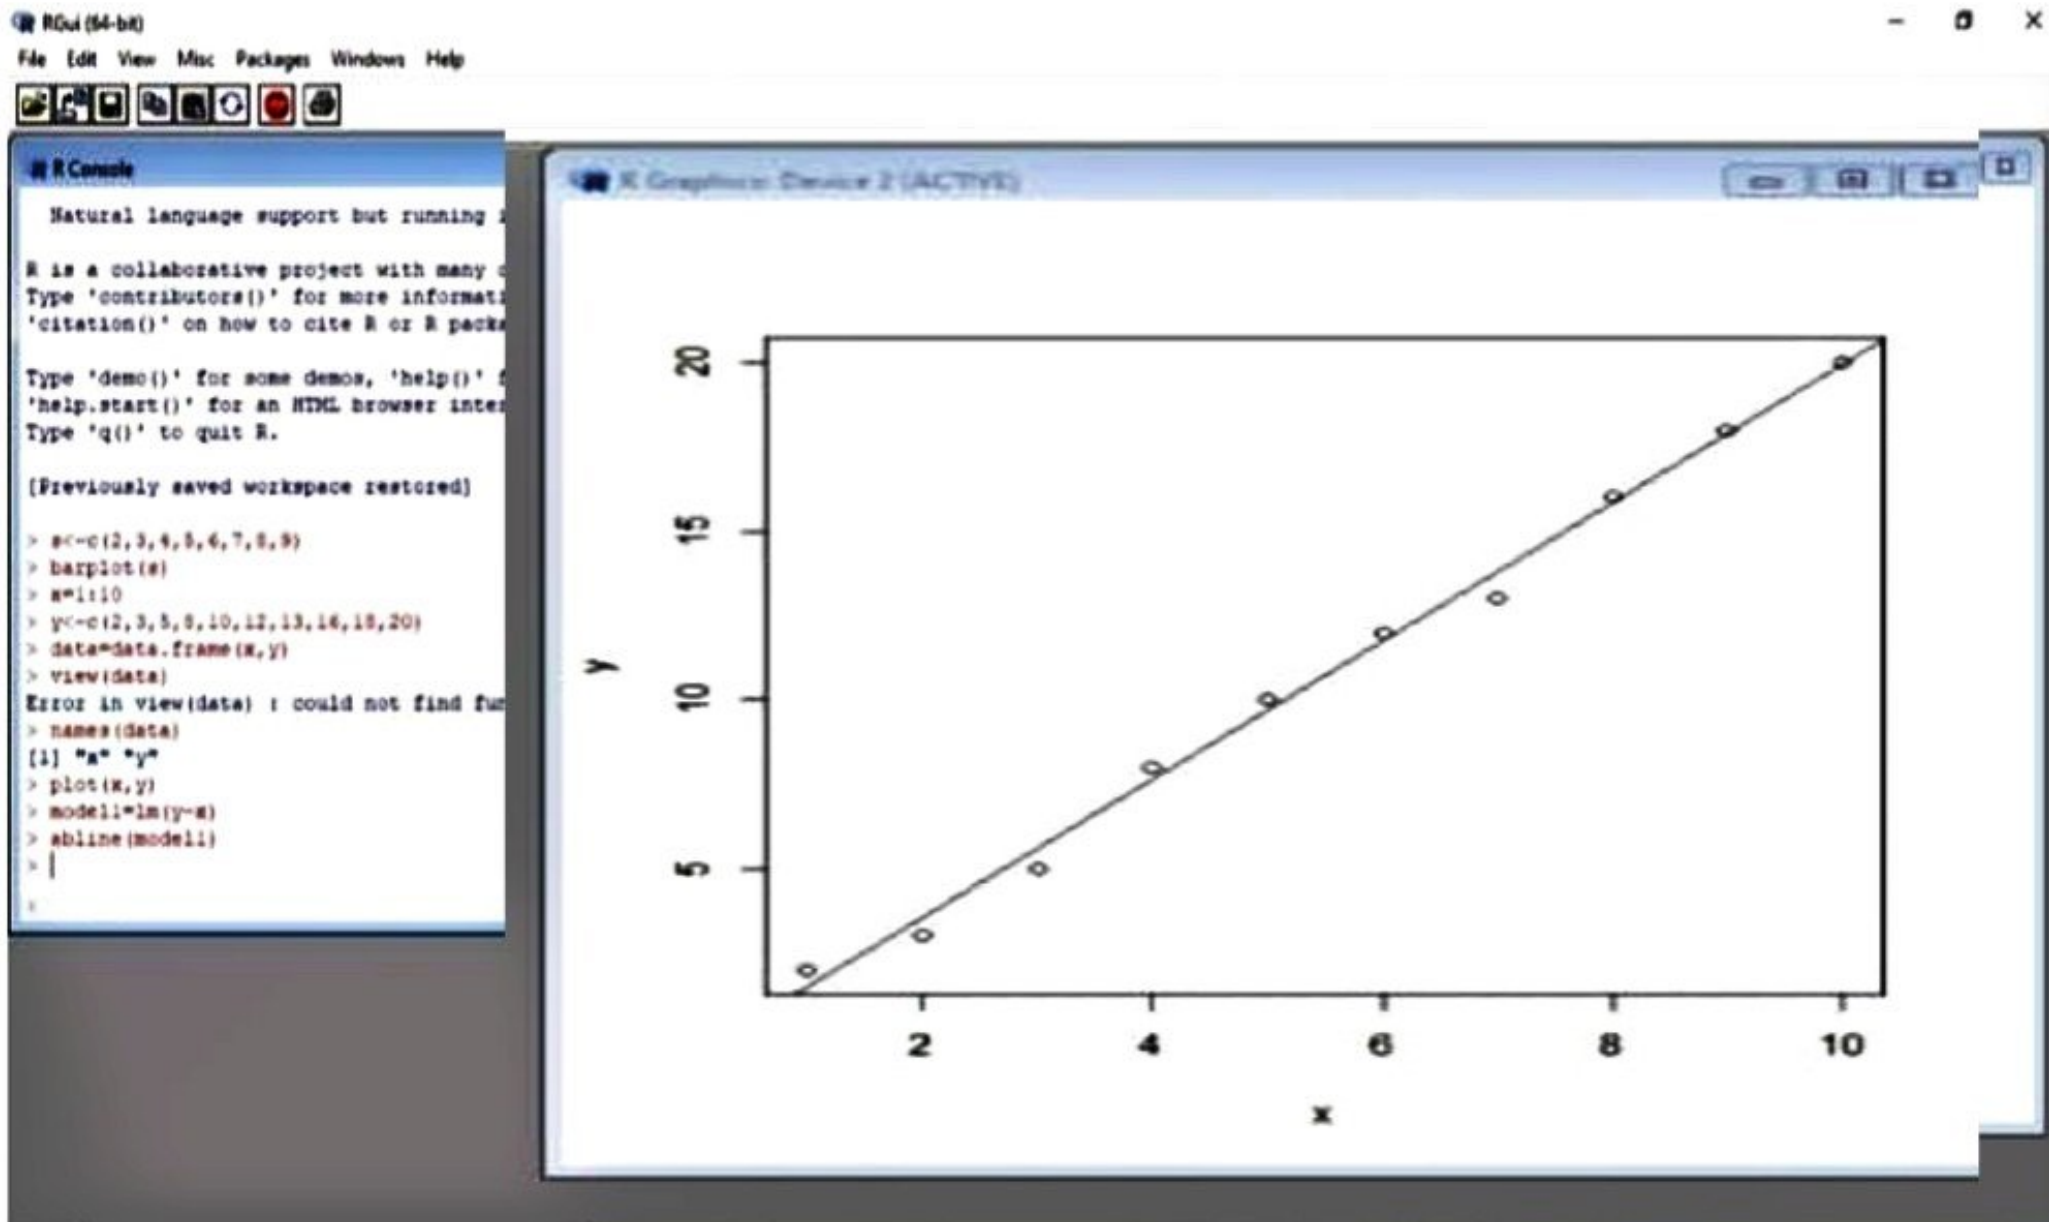 RGui (64-bit)
File Edit View Misc Packages Windows Help
R Console
Natural language support but running
R is a collaborative project with many
Type 'contributors()' for more informati
'citation()' on how to cite R or R packa
Type 'demo()' for some demos, 'help()' f
'help.start()' for an HTML browser inter
Type 'q()' to quit R.
[Previously saved workspace restored]
> s<-c(2,3,4,5,6,7,8,9)
> barplot(s)
> x=1:10
> y<-c(2,3,5,8,10,12,13,16,18,20)
> data=data.frame(x,y)
> view(data)
Error in view(data) : could not find fun
> names(data)
[1] "x" "y"
> plot(x,y)
> model1=lm(y~x)
> abline(model1)
>
R Graphics: Device 2 (ACTIVE)
20
15
10
5
y
2 4 6 8 10
x